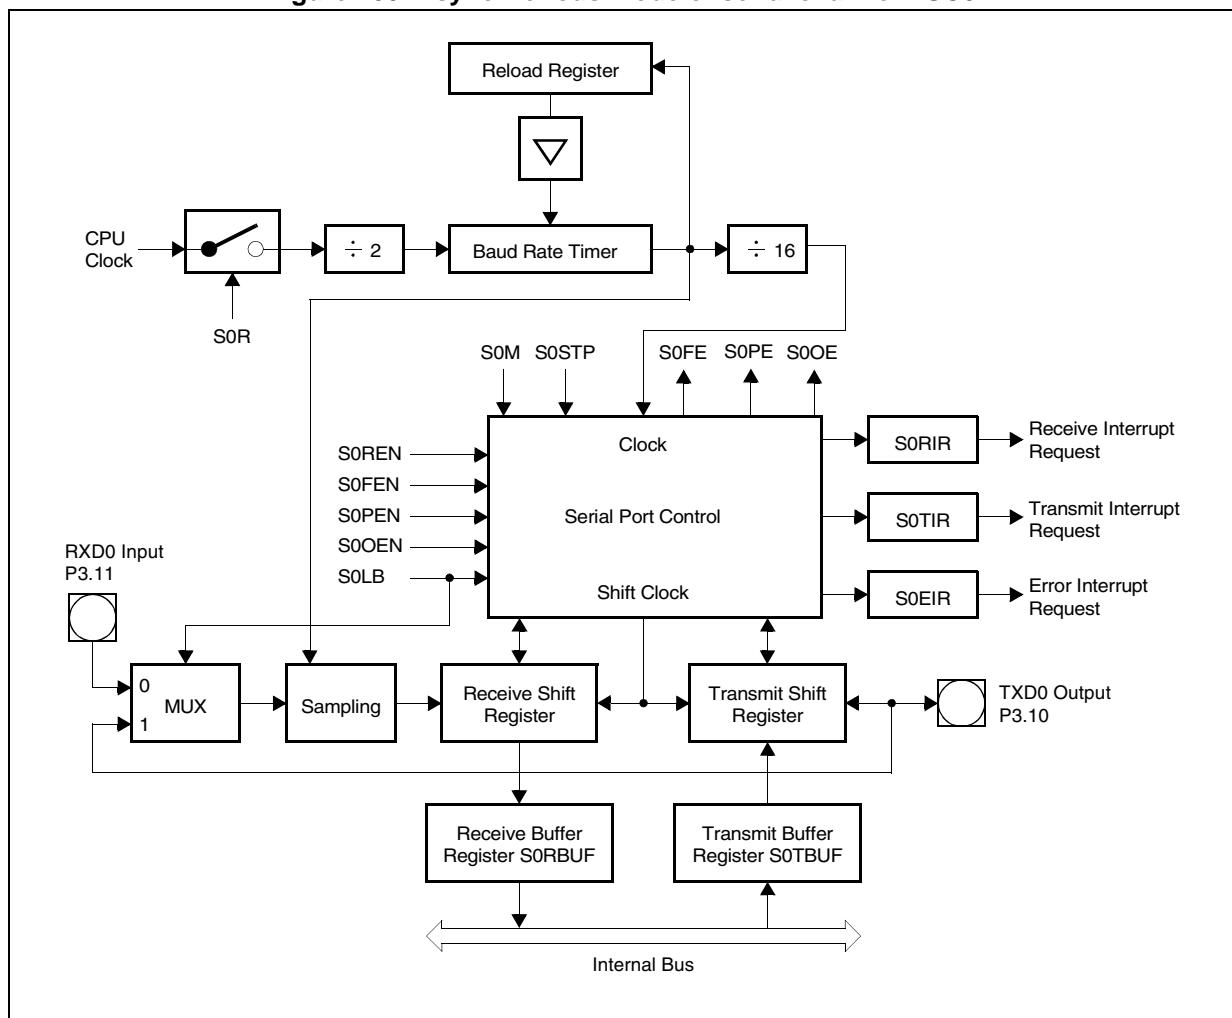 Reload Register
CPU
Clock
÷ 2
Baud Rate Timer
÷ 16
S0R
S0M
S0STP
S0FE
S0PE
S0OE
S0REN
S0FEN
S0PEN
S0OEN
S0LB
Clock
Serial Port Control
Shift Clock
S0RIR
Receive Interrupt
Request
S0TIR
Transmit Interrupt
Request
S0EIR
Error Interrupt
Request
RXD0 Input
P3.11
0
MUX
1
Sampling
Receive Shift
Register
Transmit Shift
Register
TXD0 Output
P3.10
Receive Buffer
Register S0RBUF
Transmit Buffer
Register S0TBUF
Internal Bus